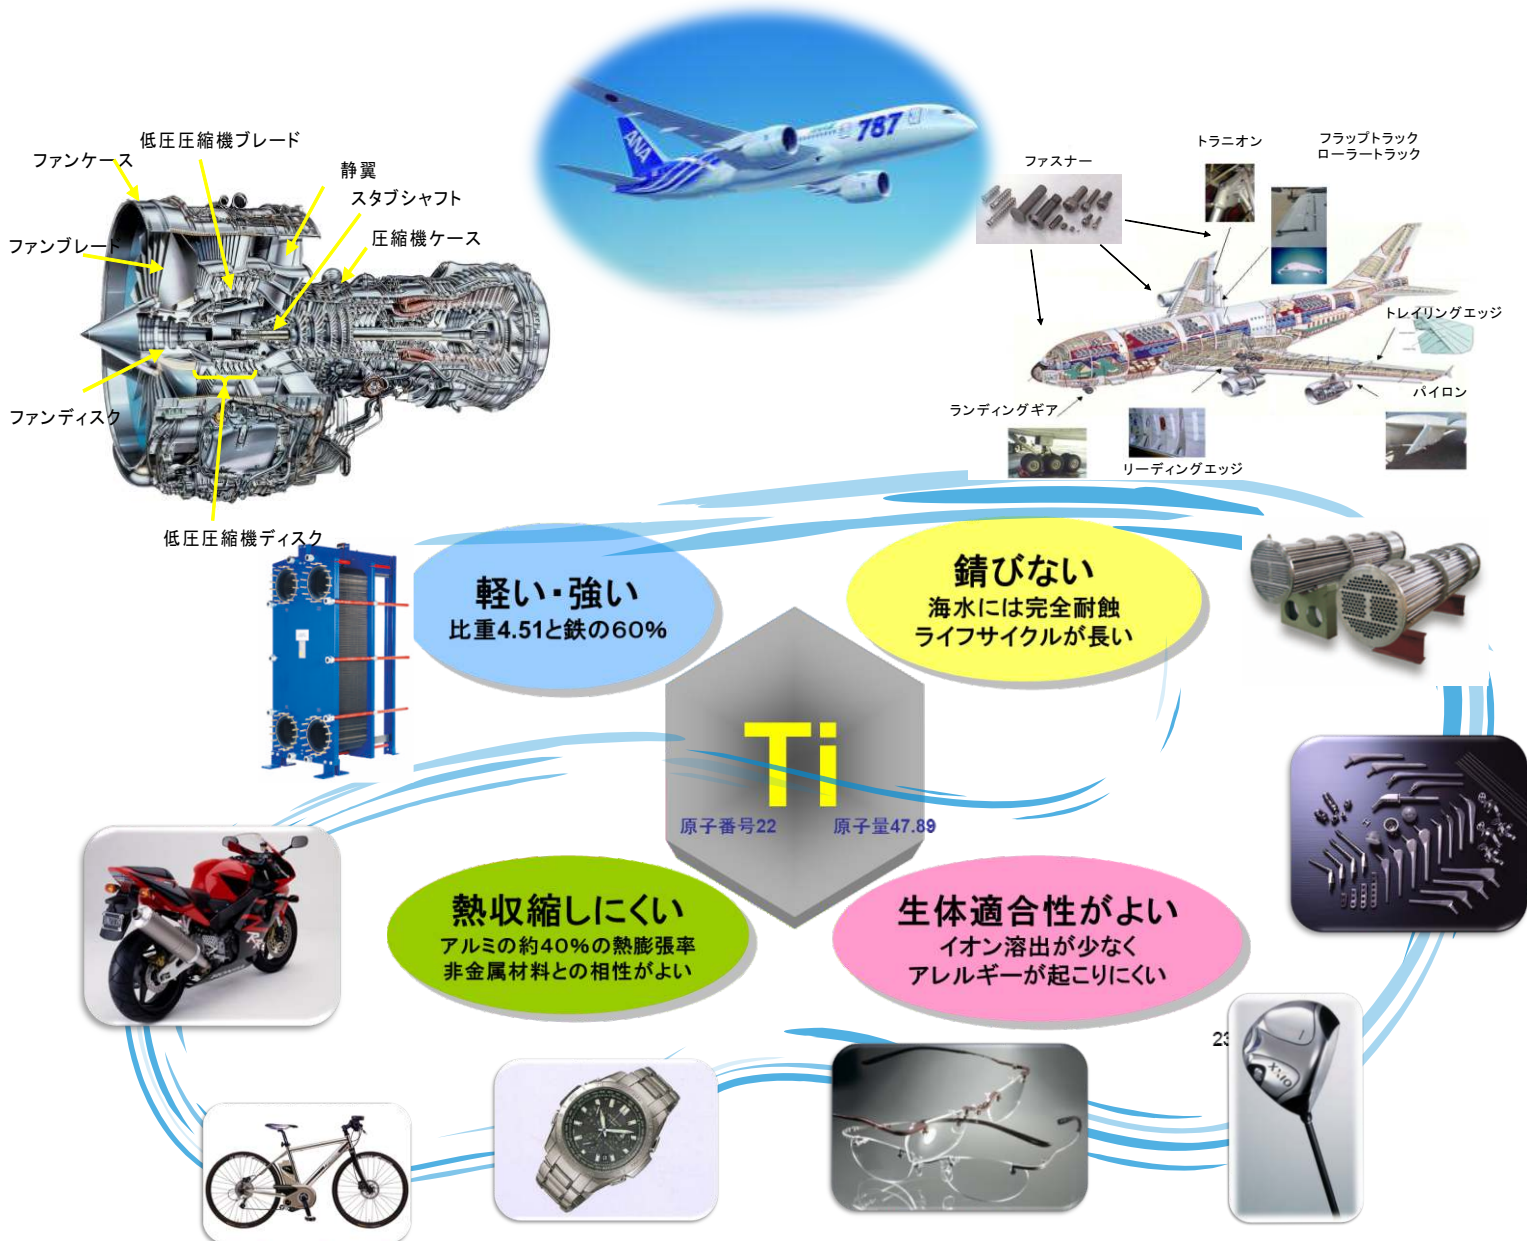 ファンケース
低圧圧縮機ブレード
静翼
スタブシャフト
圧縮機ケース
ファンブレード
ファンディスク
低圧圧縮機ディスク
ANA
787
ファスナー
トラニオン
フラップトラック
ローラートラック
トレイリングエッジ
パイロン
ランディングギア
リーディングエッジ
軽い・強い
比重4.51と鉄の60%
錆びない
海水には完全耐蝕
ライフサイクルが長い
Ti
原子番号22
原子量47.89
熱収縮しにくい
アルミの約40%の熱膨張率
非金属材料との相性がよい
生体適合性がよい
イオン溶出が少なく
アレルギーが起こりにくい
23
XXIO